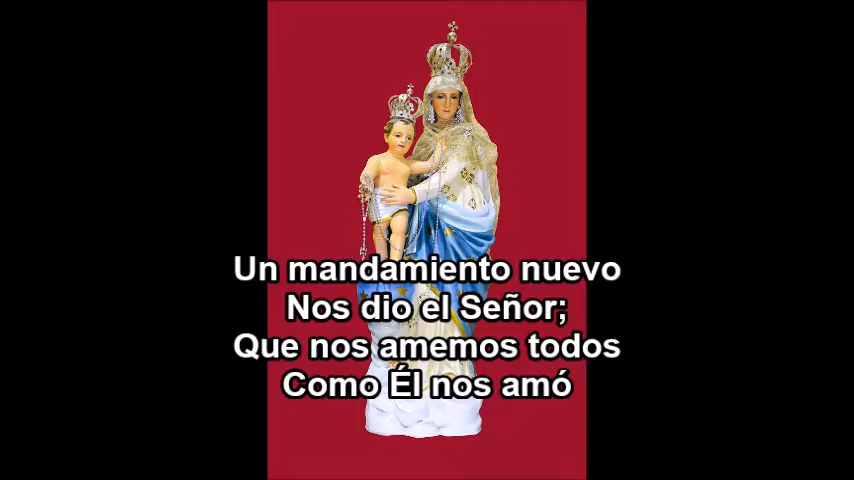 Un mandamiento nuevo
Nos dio el Señor;
Que nos amemos todos
Como Él nos amó